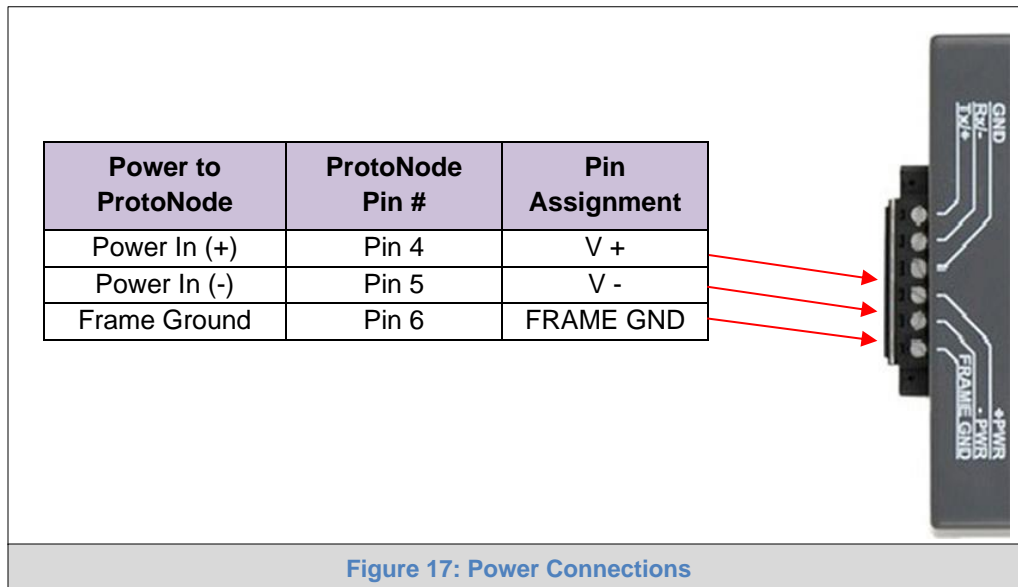 Power to ProtoNode
ProtoNode Pin #
Pin Assignment
Power In (+) Pin 4 V +
Power In (-) Pin 5 V -
Frame Ground Pin 6 FRAME GND
GND
Rx/-
Tx/+
+PWR
- PWR
FRAME GND
Figure 17: Power Connections